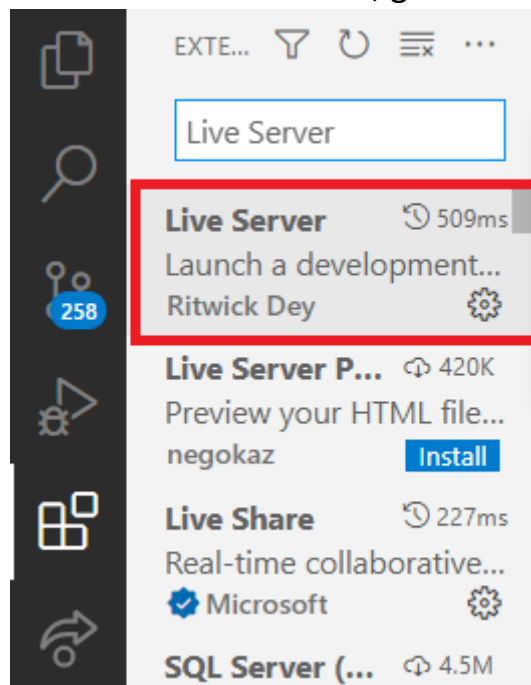 EXTE...
Live Server
Live Server 509ms
Launch a development...
Ritwick Dey
258
Live Server P... 420K
Preview your HTML file...
negokaz Install
Live Share 227ms
Real-time collaborative...
Microsoft
SQL Server (... 4.5M